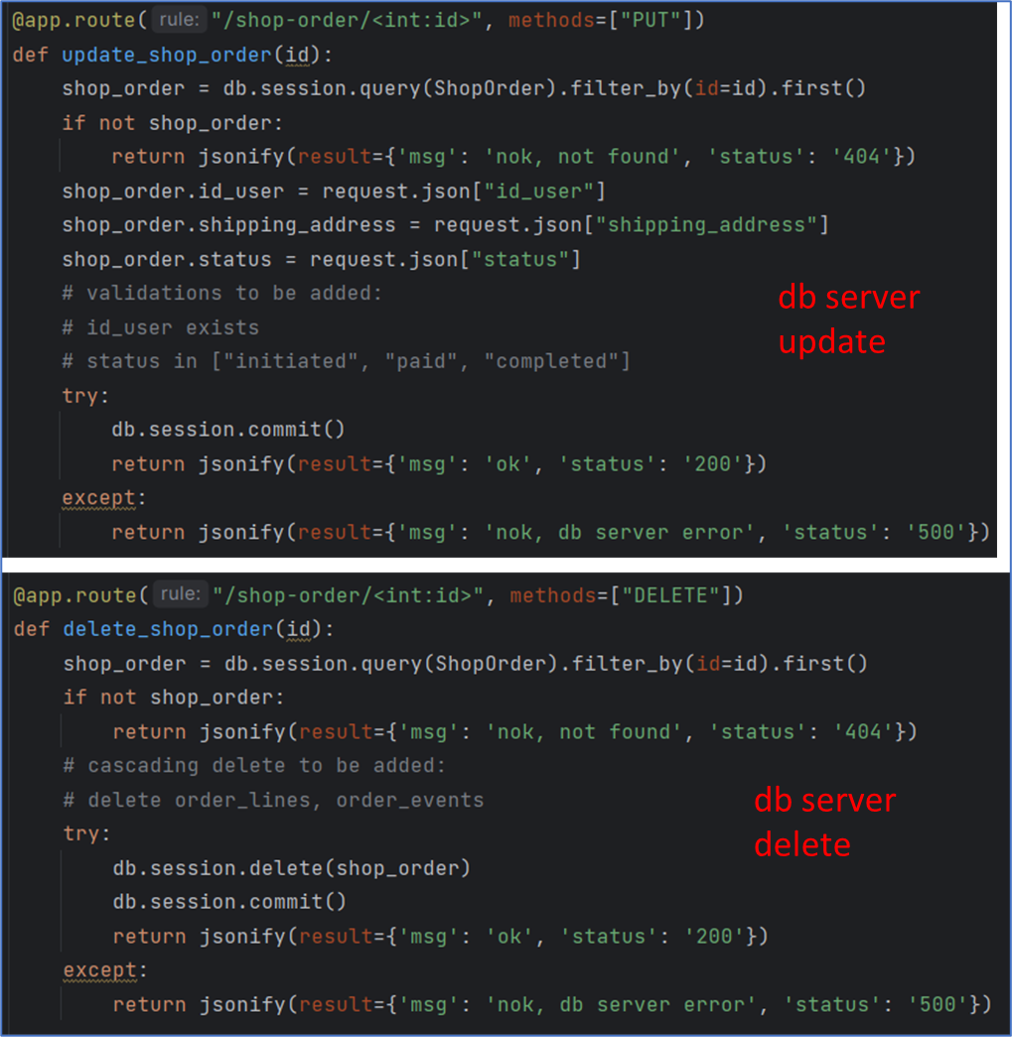 @app.route( rule: "/shop-order/<int:id>", methods=["PUT"])
def update_shop_order(id):
    shop_order = db.session.query(ShopOrder).filter_by(id=id).first()
    if not shop_order:
        return jsonify(result={'msg': 'nok, not found', 'status': '404'})
    shop_order.id_user = request.json["id_user"]
    shop_order.shipping_address = request.json["shipping_address"]
    shop_order.status = request.json["status"]
    # validations to be added:
    # id_user exists
    # status in ["initiated", "paid", "completed"]
    try:
        db.session.commit()
        return jsonify(result={'msg': 'ok', 'status': '200'})
    except:
        return jsonify(result={'msg': 'nok, db server error', 'status': '500'})
db server
update
@app.route( rule: "/shop-order/<int:id>", methods=["DELETE"])
def delete_shop_order(id):
    shop_order = db.session.query(ShopOrder).filter_by(id=id).first()
    if not shop_order:
        return jsonify(result={'msg': 'nok, not found', 'status': '404'})
    # cascading delete to be added:
    # delete order_lines, order_events
    try:
        db.session.delete(shop_order)
        db.session.commit()
        return jsonify(result={'msg': 'ok', 'status': '200'})
    except:
        return jsonify(result={'msg': 'nok, db server error', 'status': '500'})
db server
delete